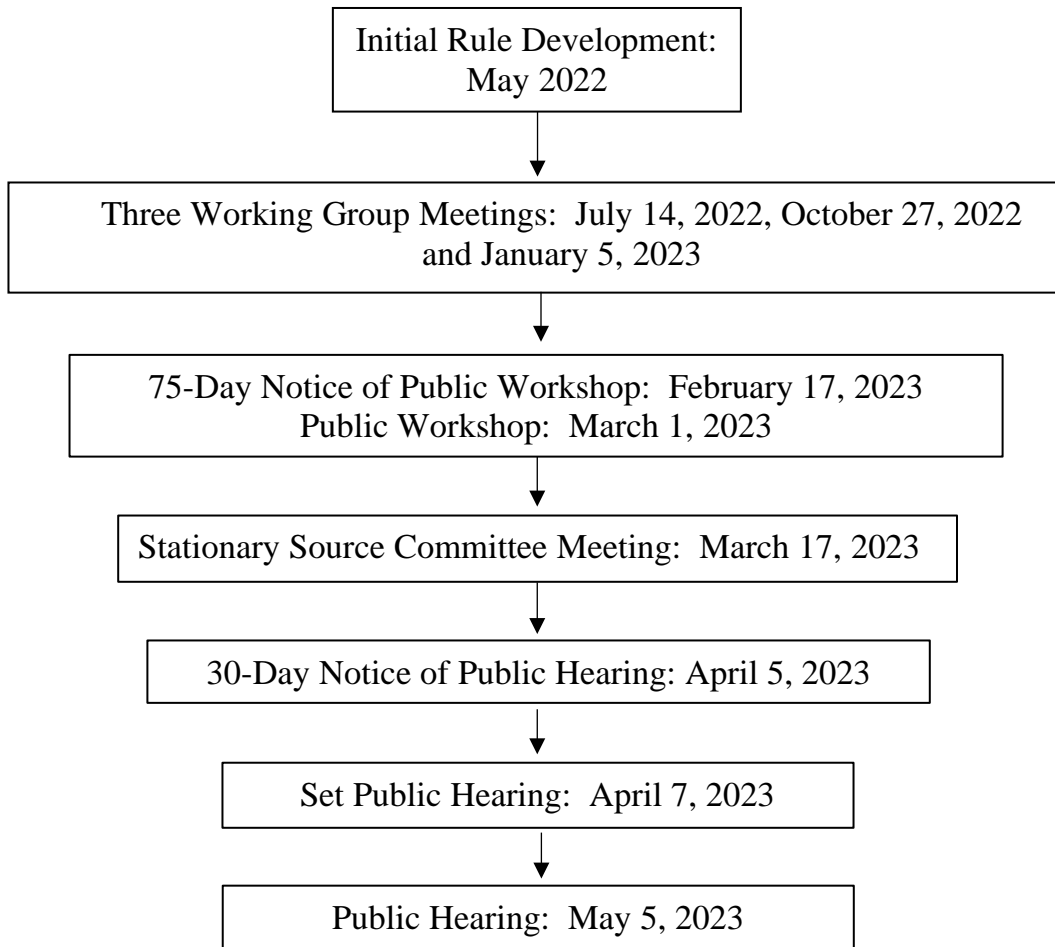 Initial Rule Development:
May 2022
Three Working Group Meetings:  July 14, 2022, October 27, 2022
and January 5, 2023
75-Day Notice of Public Workshop:  February 17, 2023
Public Workshop:  March 1, 2023
Stationary Source Committee Meeting:  March 17, 2023
30-Day Notice of Public Hearing: April 5, 2023
Set Public Hearing:  April 7, 2023
Public Hearing:  May 5, 2023